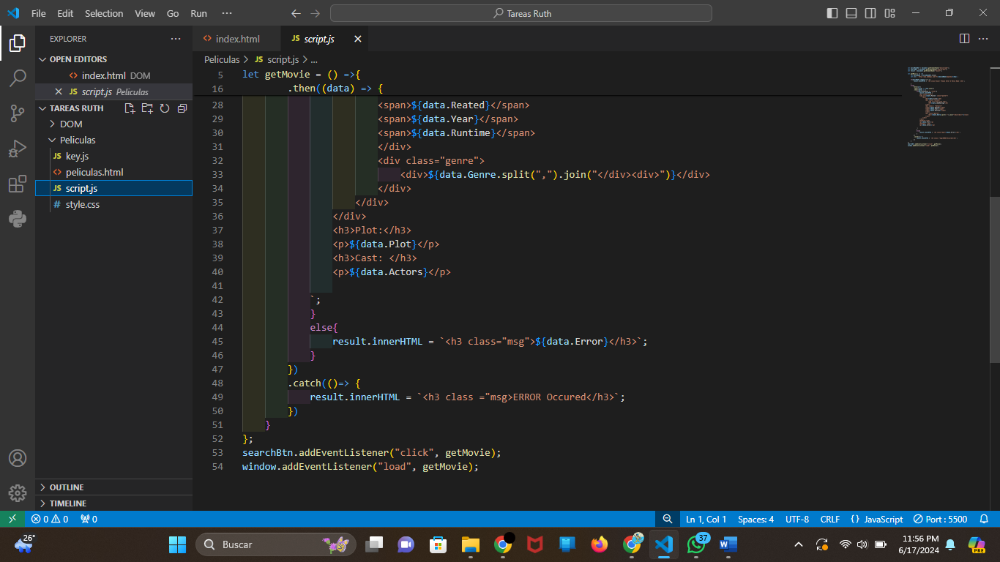 File Edit Selection View Go Run ··· Tareas Ruth
EXPLORER ···
OPEN EDITORS
<> index.html DOM
JS script.js Peliculas
TAREAS RUTH
DOM
Peliculas
JS key.js
<> peliculas.html
JS script.js
# style.css
OUTLINE
TIMELINE
<> index.html JS script.js ···
Peliculas > JS script.js > ...
5 let getMovie = () =>{
16 .then((data) => {
28 <span>${data.Reated}</span>
29 <span>${data.Year}</span>
30 <span>${data.Runtime}</span>
31 </div>
32 <div class="genre">
33 <div>${data.Genre.split(",").join("</div><div>")}</div>
34 </div>
35 </div>
36 </div>
37 <h3>Plot:</h3>
38 <p>${data.Plot}</p>
39 <h3>Cast: </h3>
40 <p>${data.Actors}</p>
41
42 `;
43 }
44 else{
45 result.innerHTML = `<h3 class="msg">${data.Error}</h3>`;
46 }
47 })
48 .catch(()=> {
49 result.innerHTML = `<h3 class ="msg>ERROR Occured</h3>`;
50 })
51 }
52 };
53 searchBtn.addEventListener("click", getMovie);
54 window.addEventListener("load", getMovie);
0 0 0 Ln 1, Col 1 Spaces: 4 UTF-8 CRLF {} JavaScript Port : 5500
26° Buscar 37 PRE 11:56 PM
6/17/2024